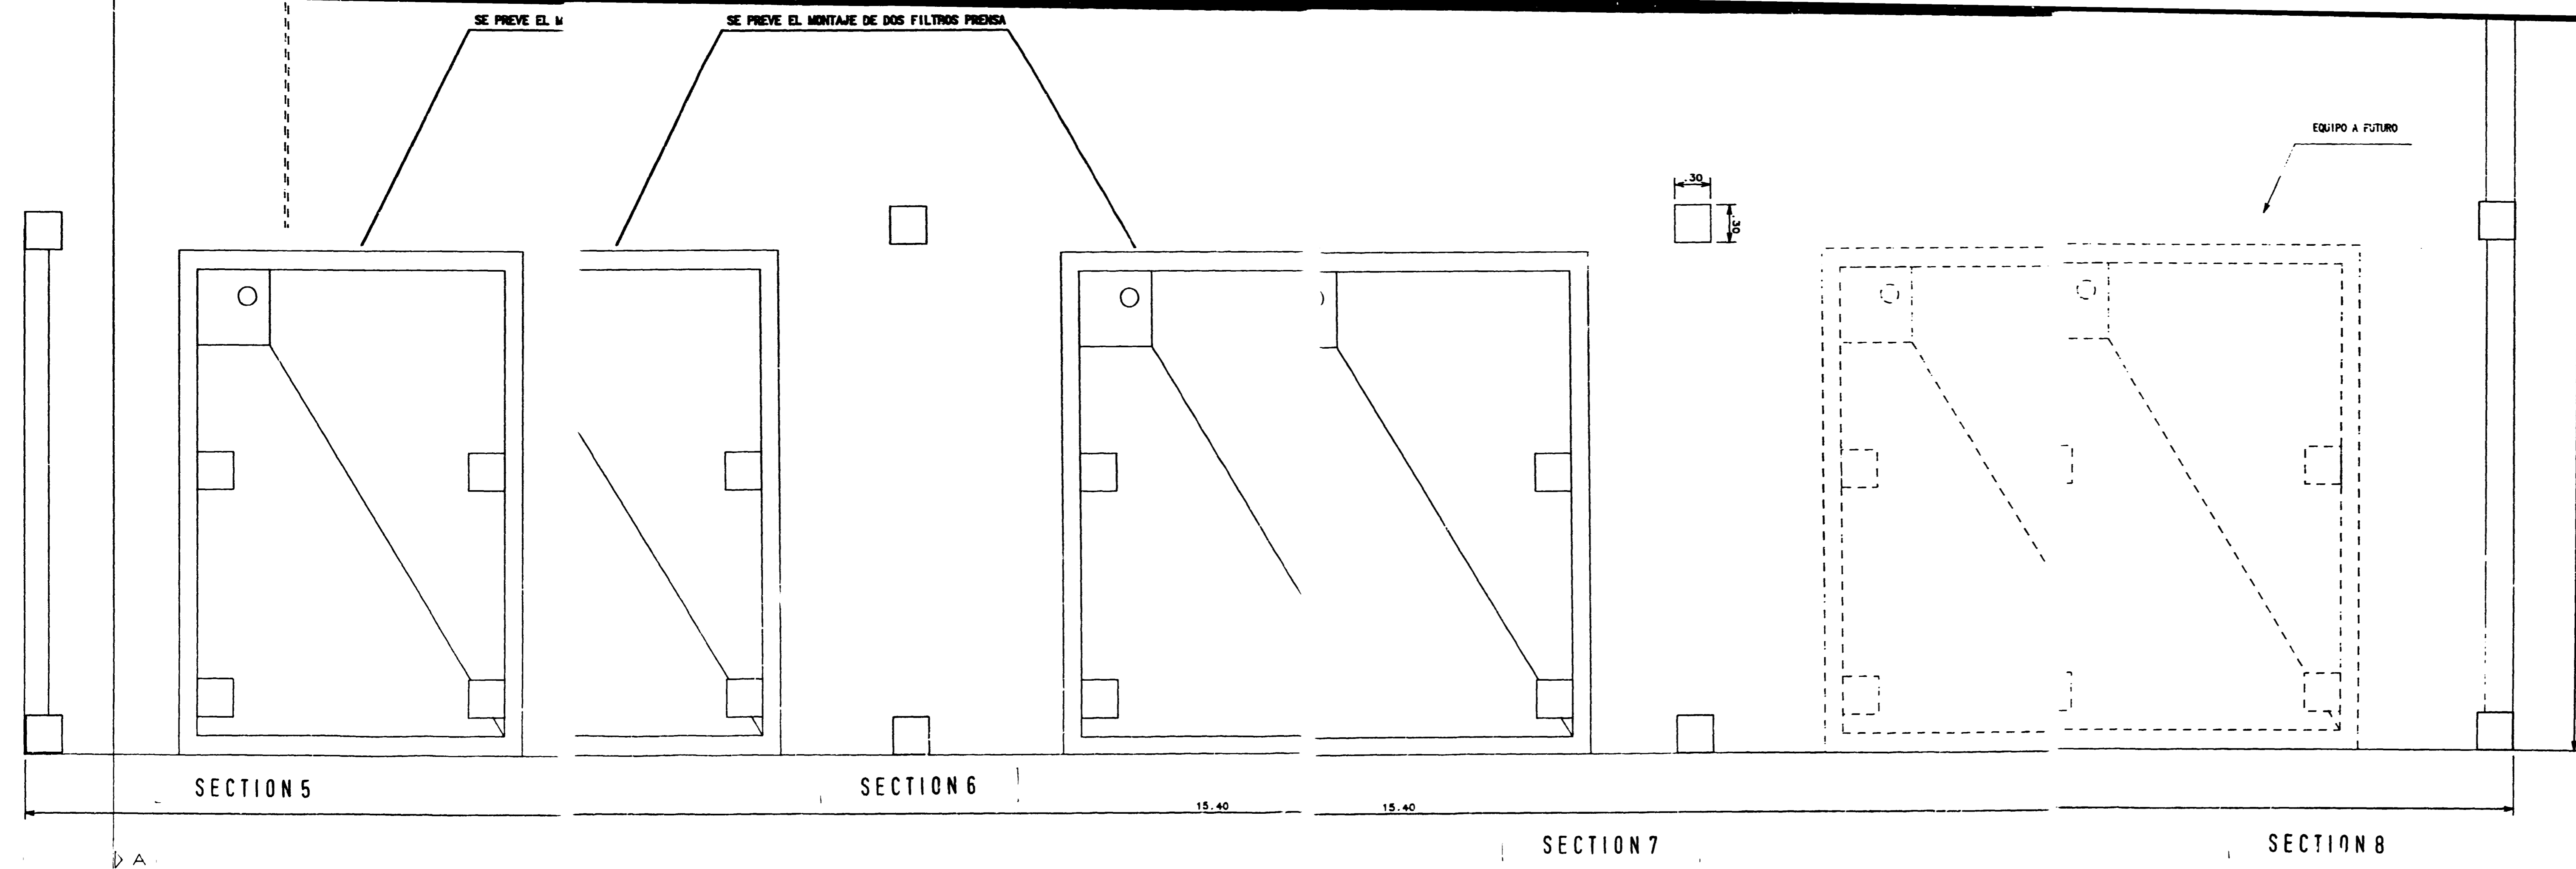 SE PREVE EL M
SE PREVE EL MONTAJE DE DOS FILTROS PRENSA
EQUIPO A FUTURO
.30
.30
SECTION 5
SECTION 6
15.40
15.40
SECTION 7
SECTION 8
A